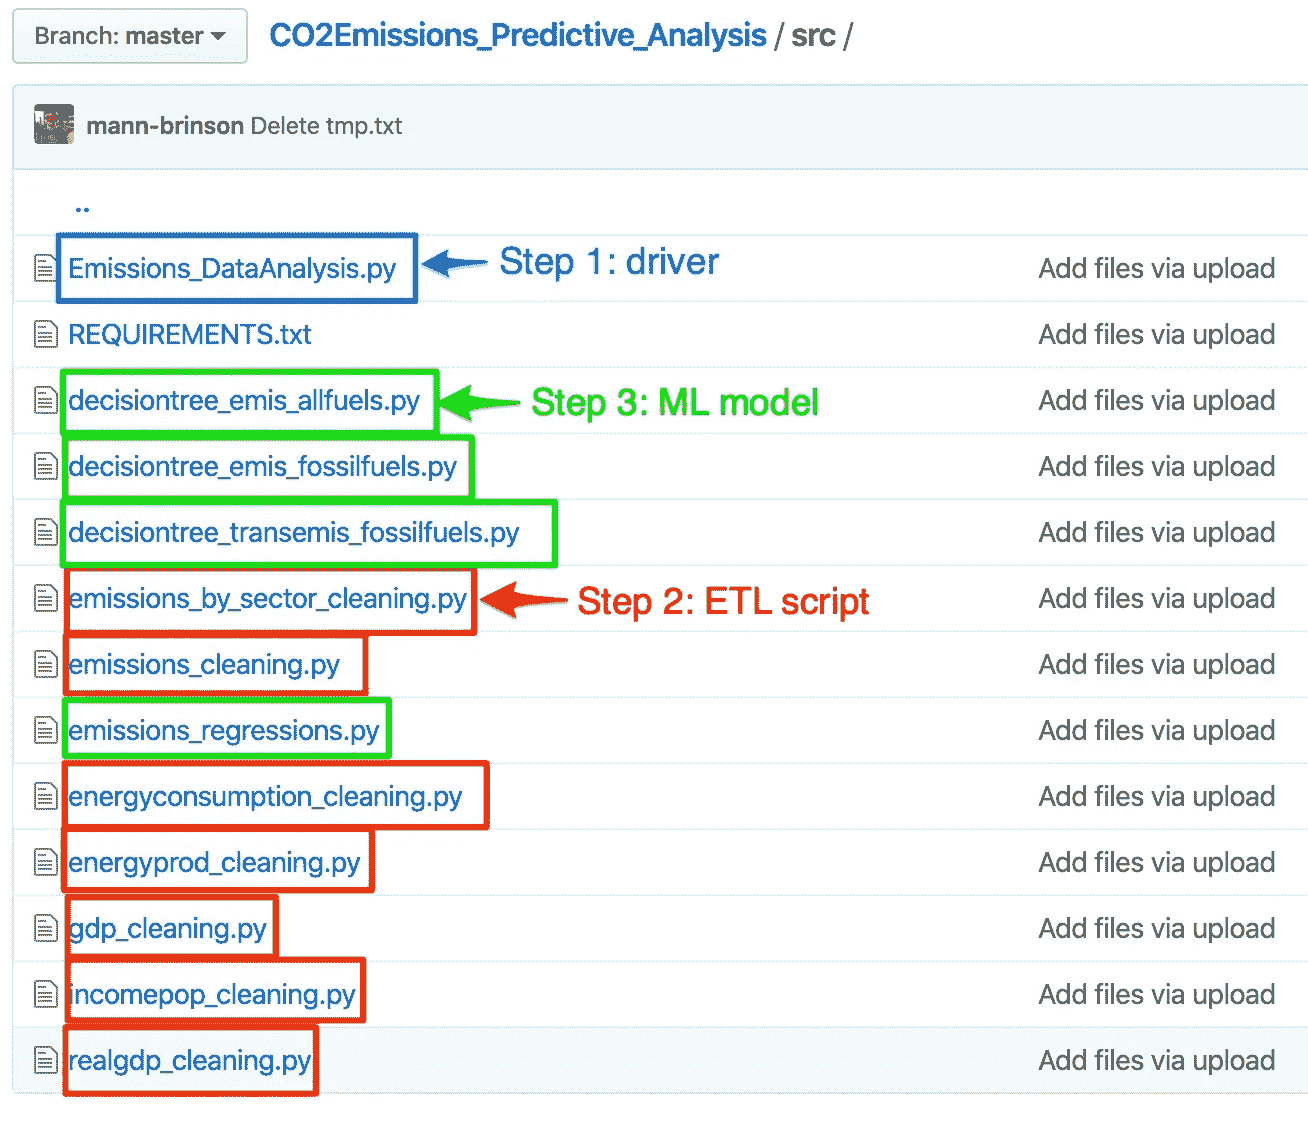 Branch: master CO2Emissions_Predictive_Analysis / src /
mann-brinson Delete tmp.txt
..
Emissions_DataAnalysis.py Step 1: driver Add files via upload
REQUIREMENTS.txt Add files via upload
decisiontree_emis_allfuels.py Step 3: ML model Add files via upload
decisiontree_emis_fossilfuels.py Add files via upload
decisiontree_transemis_fossilfuels.py Add files via upload
emissions_by_sector_cleaning.py Step 2: ETL script Add files via upload
emissions_cleaning.py Add files via upload
emissions_regressions.py Add files via upload
energyconsumption_cleaning.py Add files via upload
energyprod_cleaning.py Add files via upload
gdp_cleaning.py Add files via upload
incomepop_cleaning.py Add files via upload
realgdp_cleaning.py Add files via upload